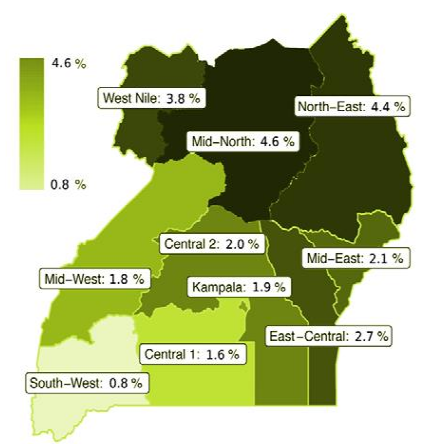 4.6 %
0.8 %
West Nile: 3.8 %
North-East: 4.4 %
Mid-North: 4.6 %
Central 2: 2.0 %
Mid-East: 2.1 %
Mid-West: 1.8 %
Kampala: 1.9 %
East-Central: 2.7 %
Central 1: 1.6 %
South-West: 0.8 %